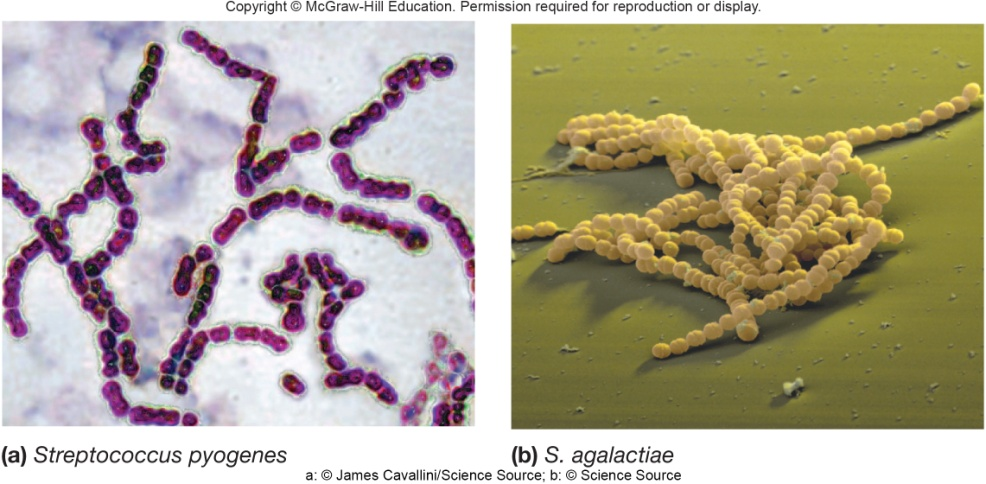 Copyright © McGraw-Hill Education. Permission required for reproduction or display.
(a) Streptococcus pyogenes
(b) S. agalactiae
a: © James Cavallini/Science Source; b: © Science Source